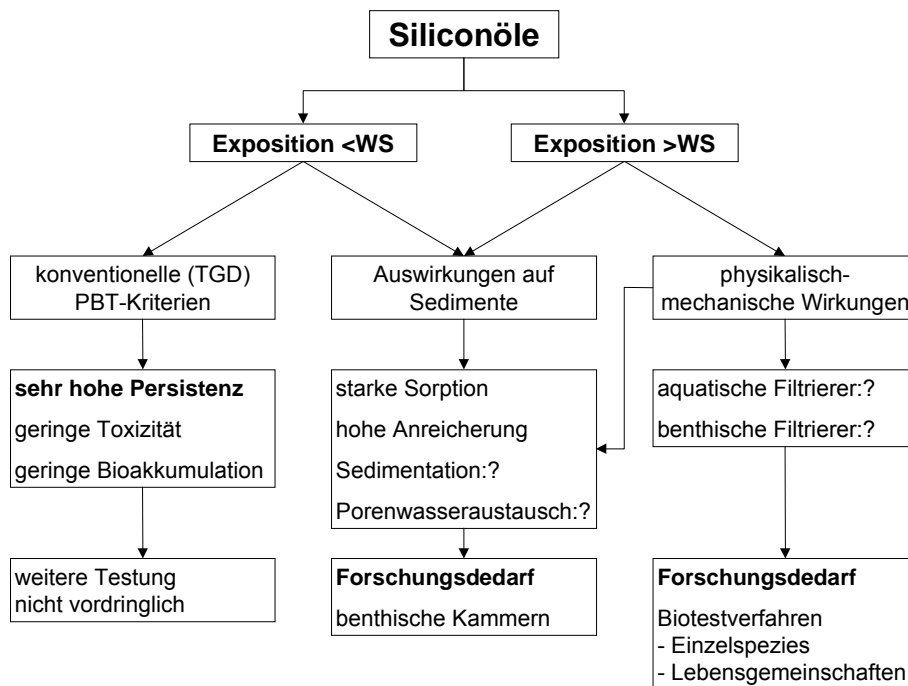 Siliconöle
Exposition <WS
Exposition >WS
konventionelle (TGD)
PBT-Kriterien
Auswirkungen auf
Sedimente
physikalisch-
mechanische Wirkungen
sehr hohe Persistenz
geringe Toxizität
geringe Bioakkumulation
starke Sorption
hohe Anreicherung
Sedimentation:?
Porenwasseraustausch:?
aquatische Filtrierer:?
benthische Filtrierer:?
weitere Testung
nicht vordringlich
Forschungsdedarf
benthische Kammern
Forschungsdedarf
Biotestverfahren
- Einzelspezies
- Lebensgemeinschaften